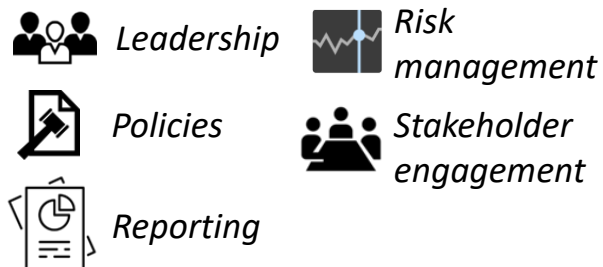 Leadership
Policies
Reporting
Risk
management
Stakeholder
engagement